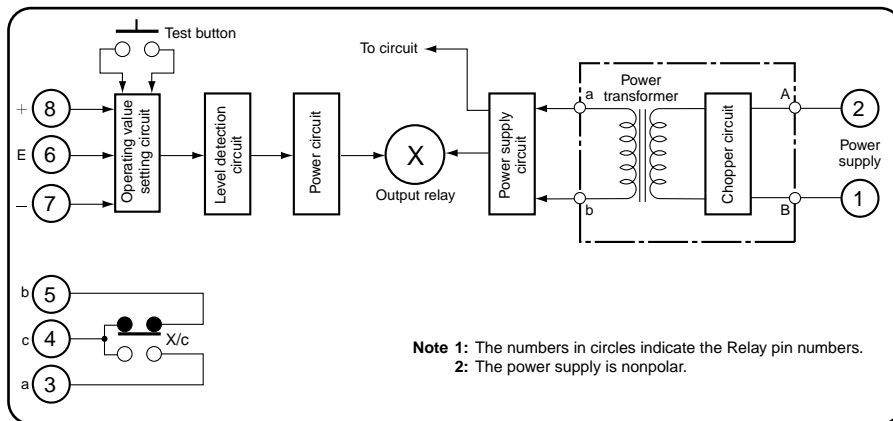 Test button
To circuit
Power
transformer
a
A
+ 8
2
E 6
Operating value
setting circuit
Level detection
circuit
Power circuit
X
Output relay
Power supply
circuit
Chopper circuit
Power
supply
− 7
b
B
1
b 5
c 4
X/c
a 3
Note 1: The numbers in circles indicate the Relay pin numbers.
2: The power supply is nonpolar.